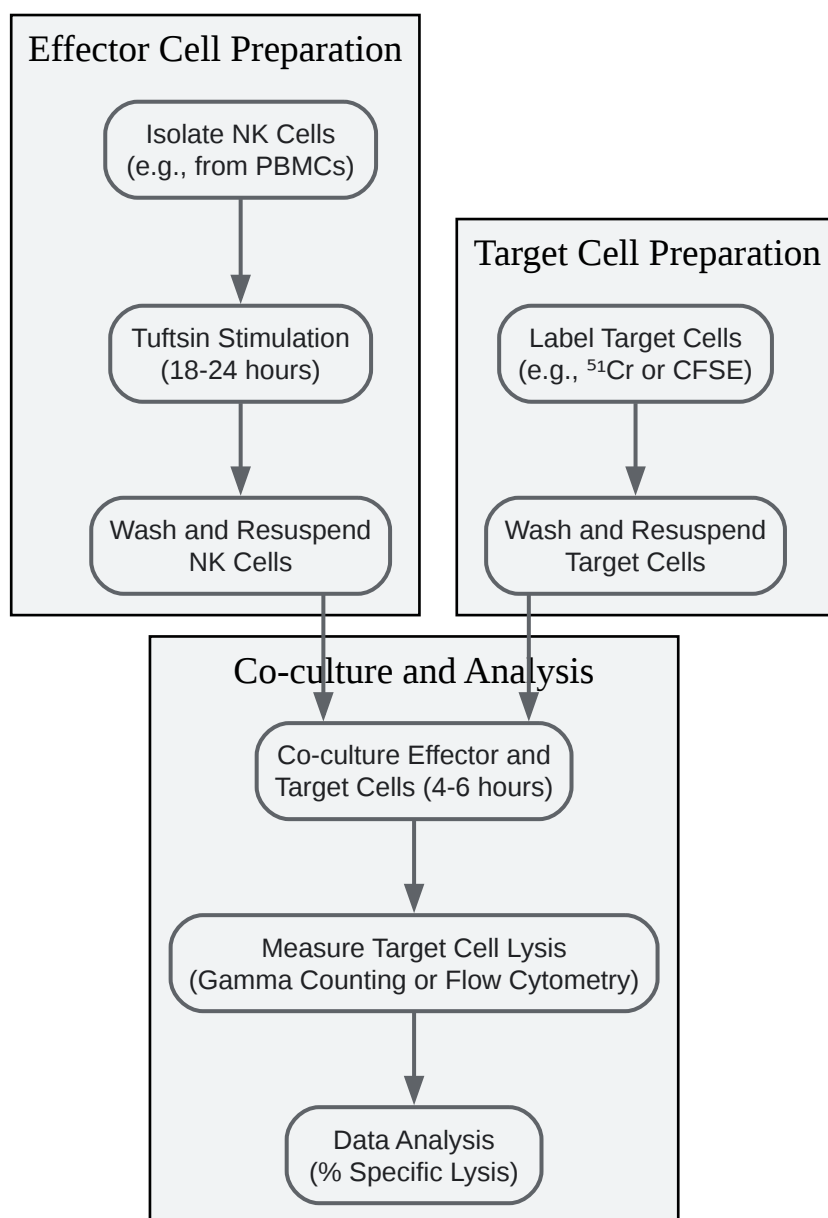 Effector Cell Preparation
Isolate NK Cells
(e.g., from PBMCs)
Tuftsin Stimulation
(18-24 hours)
Wash and Resuspend
NK Cells
Target Cell Preparation
Label Target Cells
(e.g., ⁵¹Cr or CFSE)
Wash and Resuspend
Target Cells
Co-culture and Analysis
Co-culture Effector and
Target Cells (4-6 hours)
Measure Target Cell Lysis
(Gamma Counting or Flow Cytometry)
Data Analysis
(% Specific Lysis)